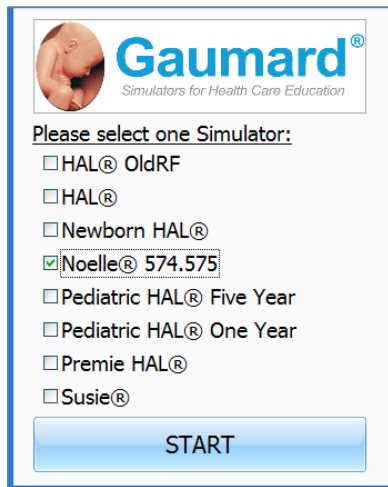 Gaumard®
Simulators for Health Care Education
Please select one Simulator:
HAL® OldRF
HAL®
Newborn HAL®
Noelle® 574.575
Pediatric HAL® Five Year
Pediatric HAL® One Year
Premie HAL®
Susie®
START